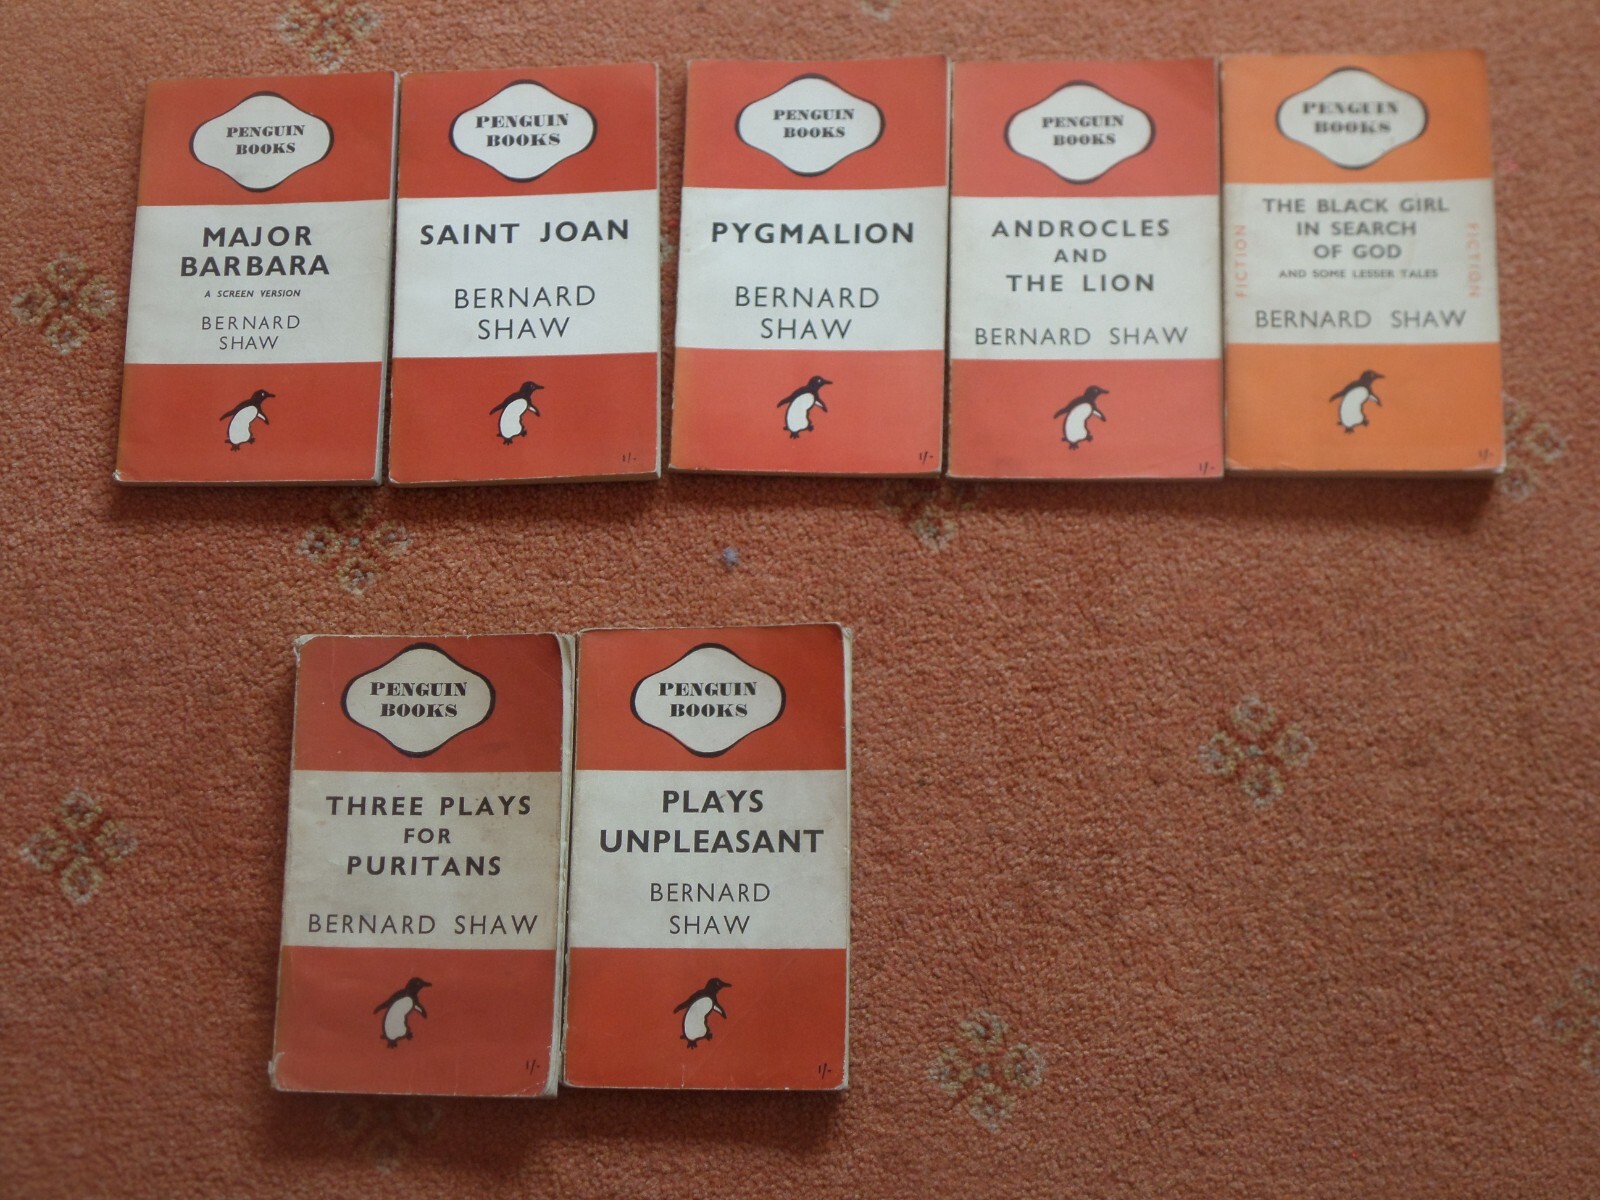 PENGUIN
BOOKS
MAJOR
BARBARA
A SCREEN VERSION
BERNARD
SHAW
PENGUIN
BOOKS
SAINT JOAN
BERNARD
SHAW
1/-
PENGUIN
BOOKS
PYGMALION
BERNARD
SHAW
1/-
PENGUIN
BOOKS
ANDROCLES
AND
THE LION
BERNARD SHAW
1/-
PENGUIN
BOOKS
THE BLACK GIRL
IN SEARCH
OF GOD
AND SOME LESSER TALES
BERNARD SHAW
FICTION
FICTION
1/-
PENGUIN
BOOKS
THREE PLAYS
FOR
PURITANS
BERNARD SHAW
1/-
PENGUIN
BOOKS
PLAYS
UNPLEASANT
BERNARD
SHAW
1/-